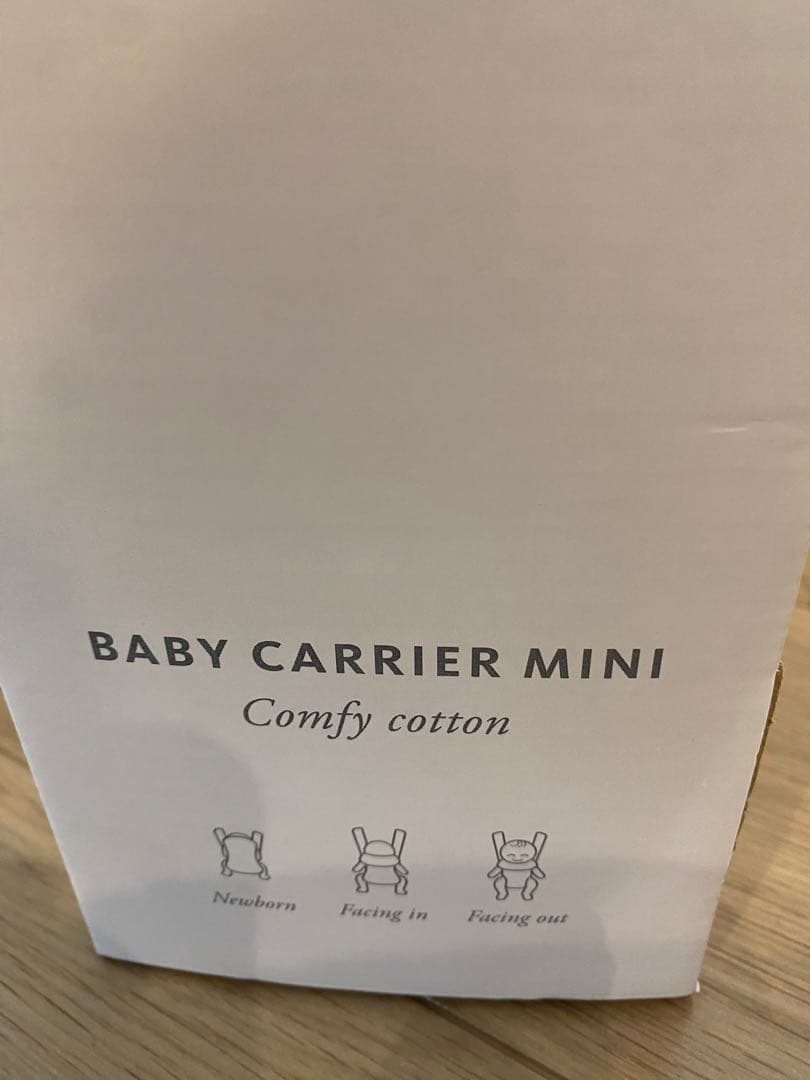 BABY CARRIER MINI
Comfy cotton
Newborn Facing in Facing out